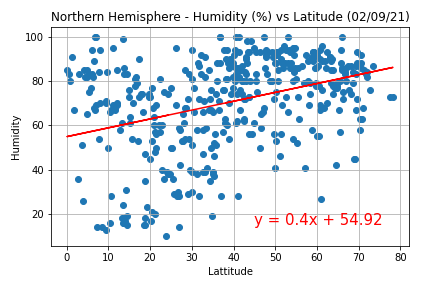 Northern Hemisphere - Humidity (%) vs Latitude (02/09/21)
100
80
60
40
20
Humidity
y = 0.4x + 54.92
0 10 20 30 40 50 60 70 80
Lattitude